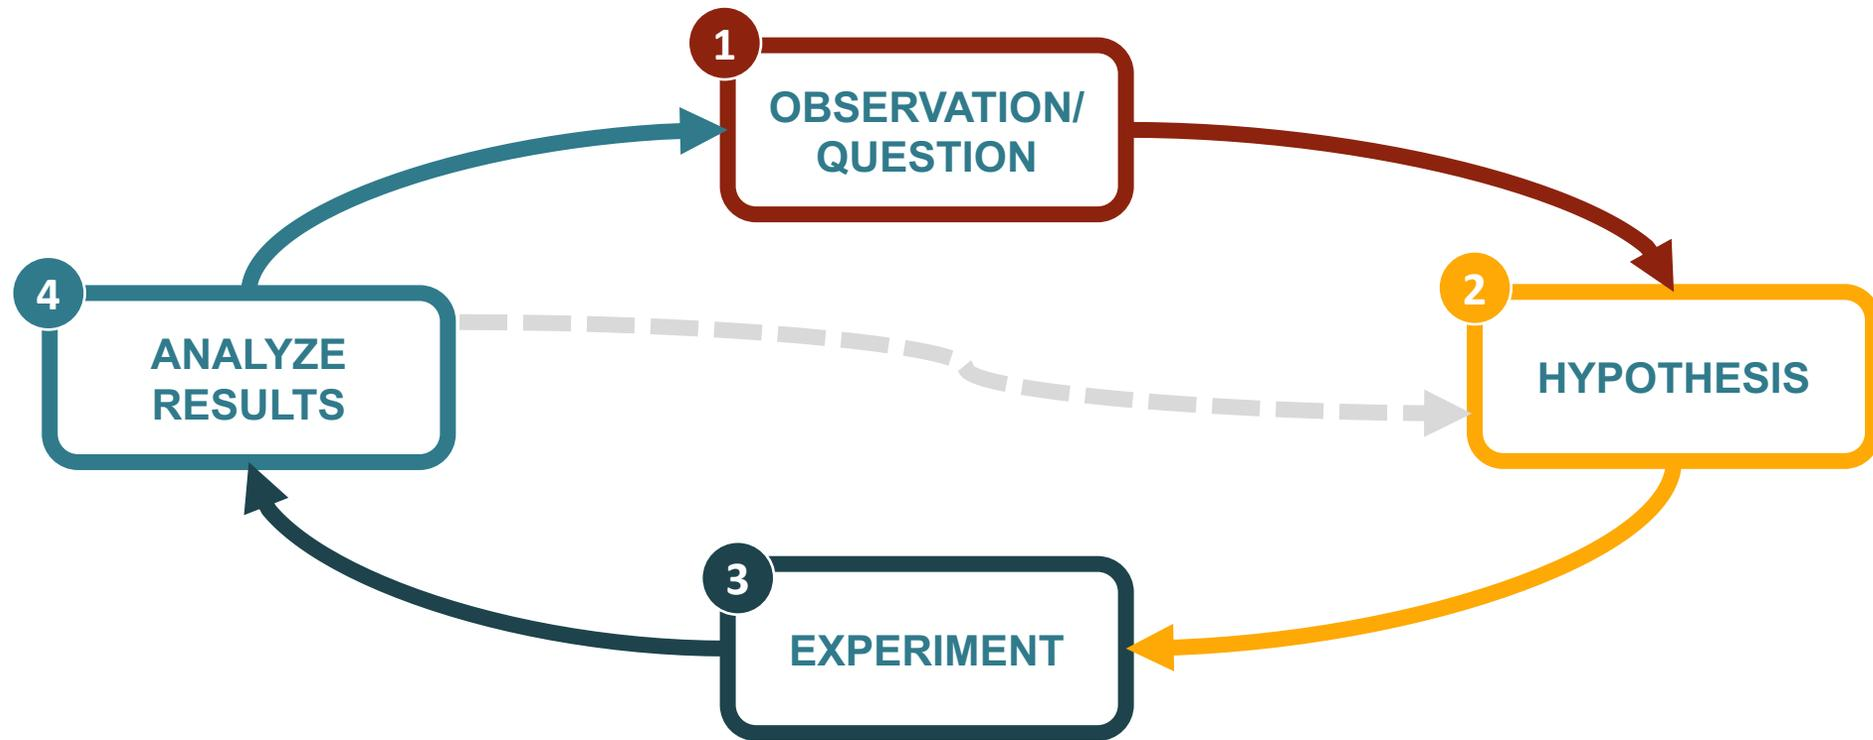 1
OBSERVATION/
QUESTION
2
HYPOTHESIS
3
EXPERIMENT
4
ANALYZE
RESULTS